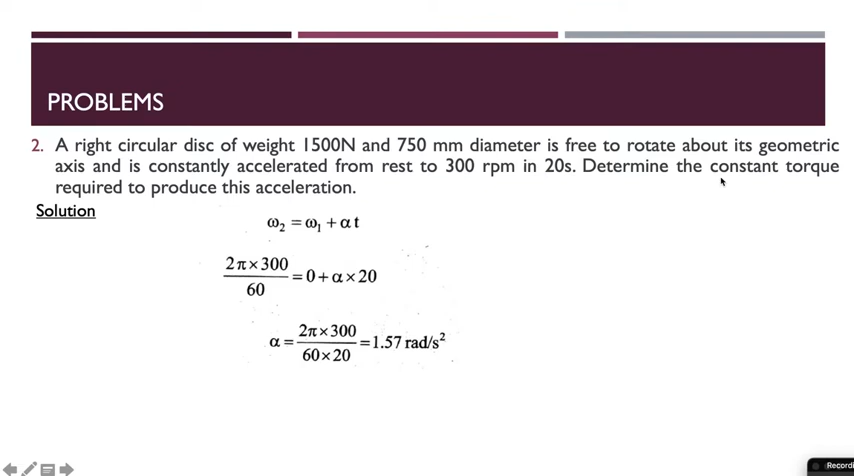 PROBLEMS
2. A right circular disc of weight 1500N and 750 mm diameter is free to rotate about its geometric
axis and is constantly accelerated from rest to 300 rpm in 20s. Determine the constant torque
required to produce this acceleration.
Solution
ω₂ = ω₁ + α t
2π × 300 / 60 = 0 + α × 20
α = 2π × 300 / 60 × 20 = 1.57 rad/s²
Recordi